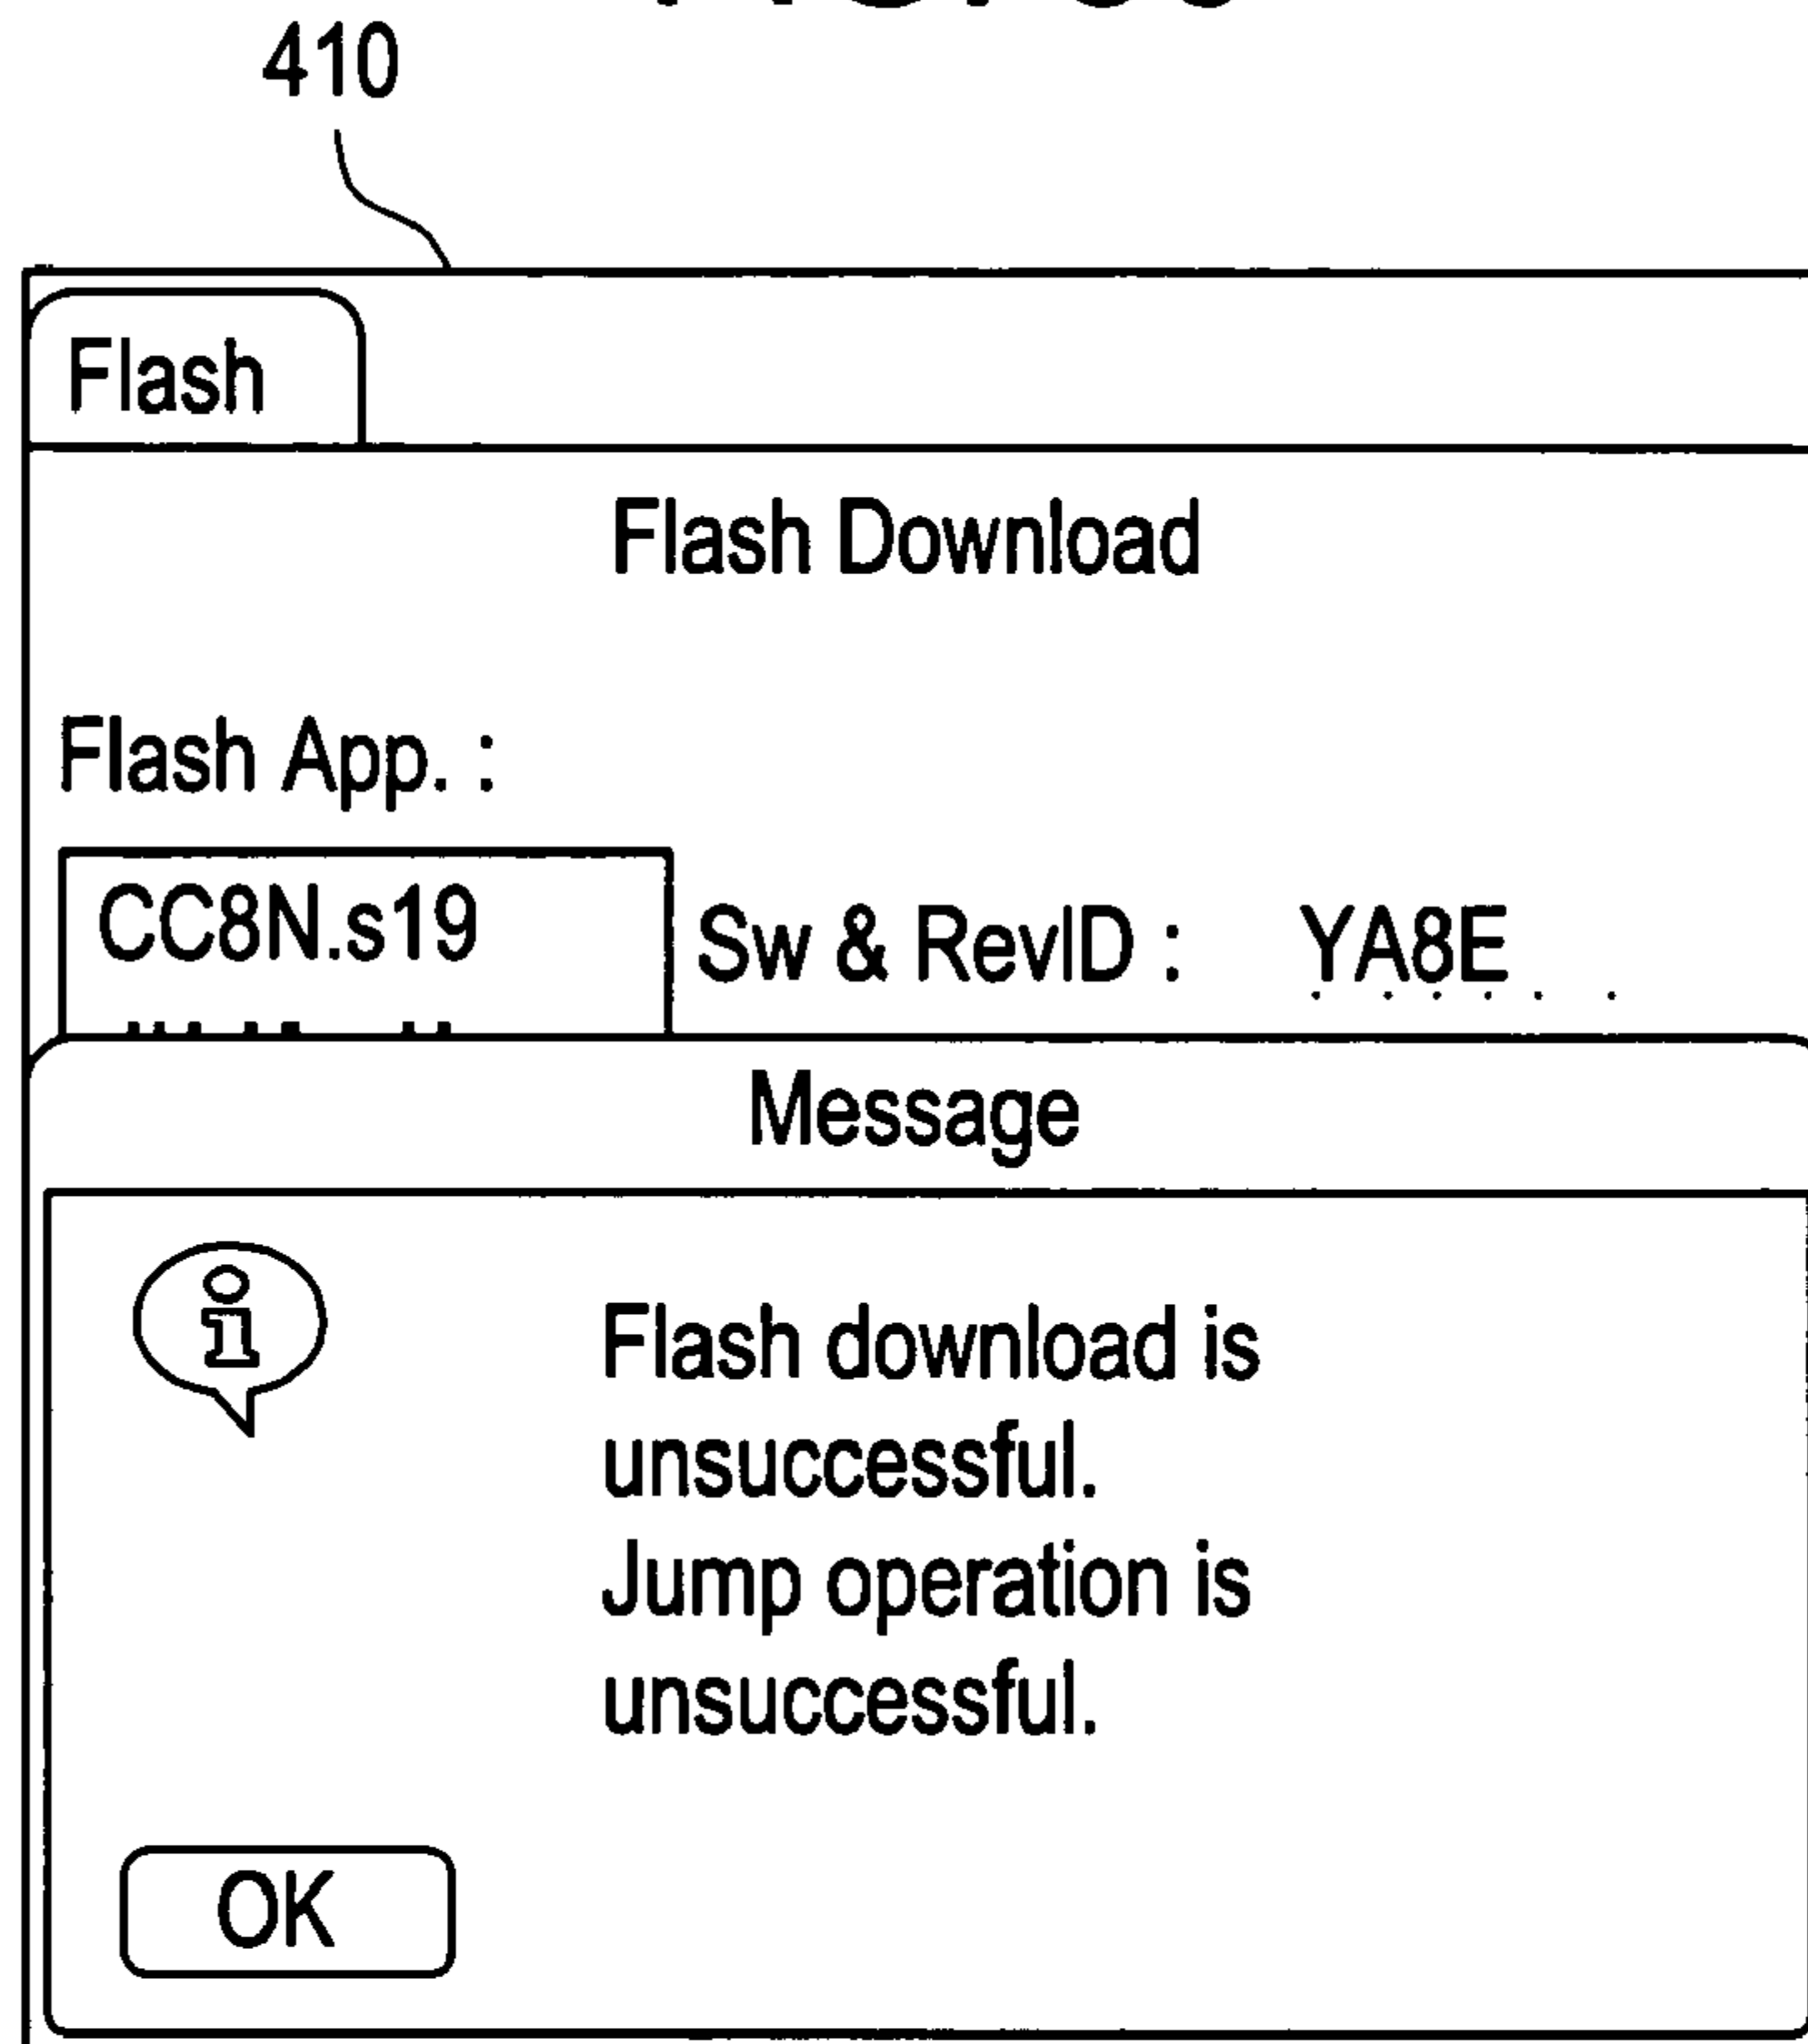 410
Flash
Flash Download
Flash App. :
CC8N.s19
Sw & RevID : YA8E
Message
Flash download is
unsuccessful.
Jump operation is
unsuccessful.
OK